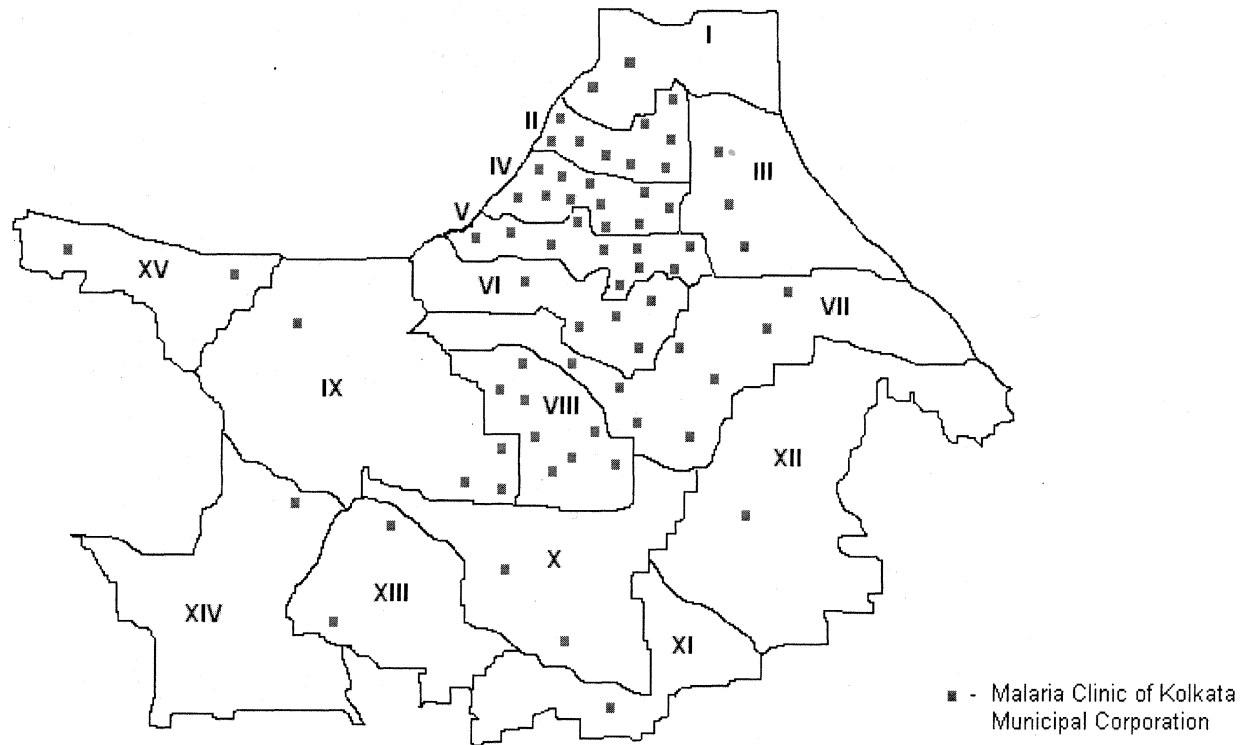 I
II
III
IV
V
XV
VI
VII
IX
VIII
XII
X
XIII
XIV
XI
- Malaria Clinic of Kolkata
Municipal Corporation